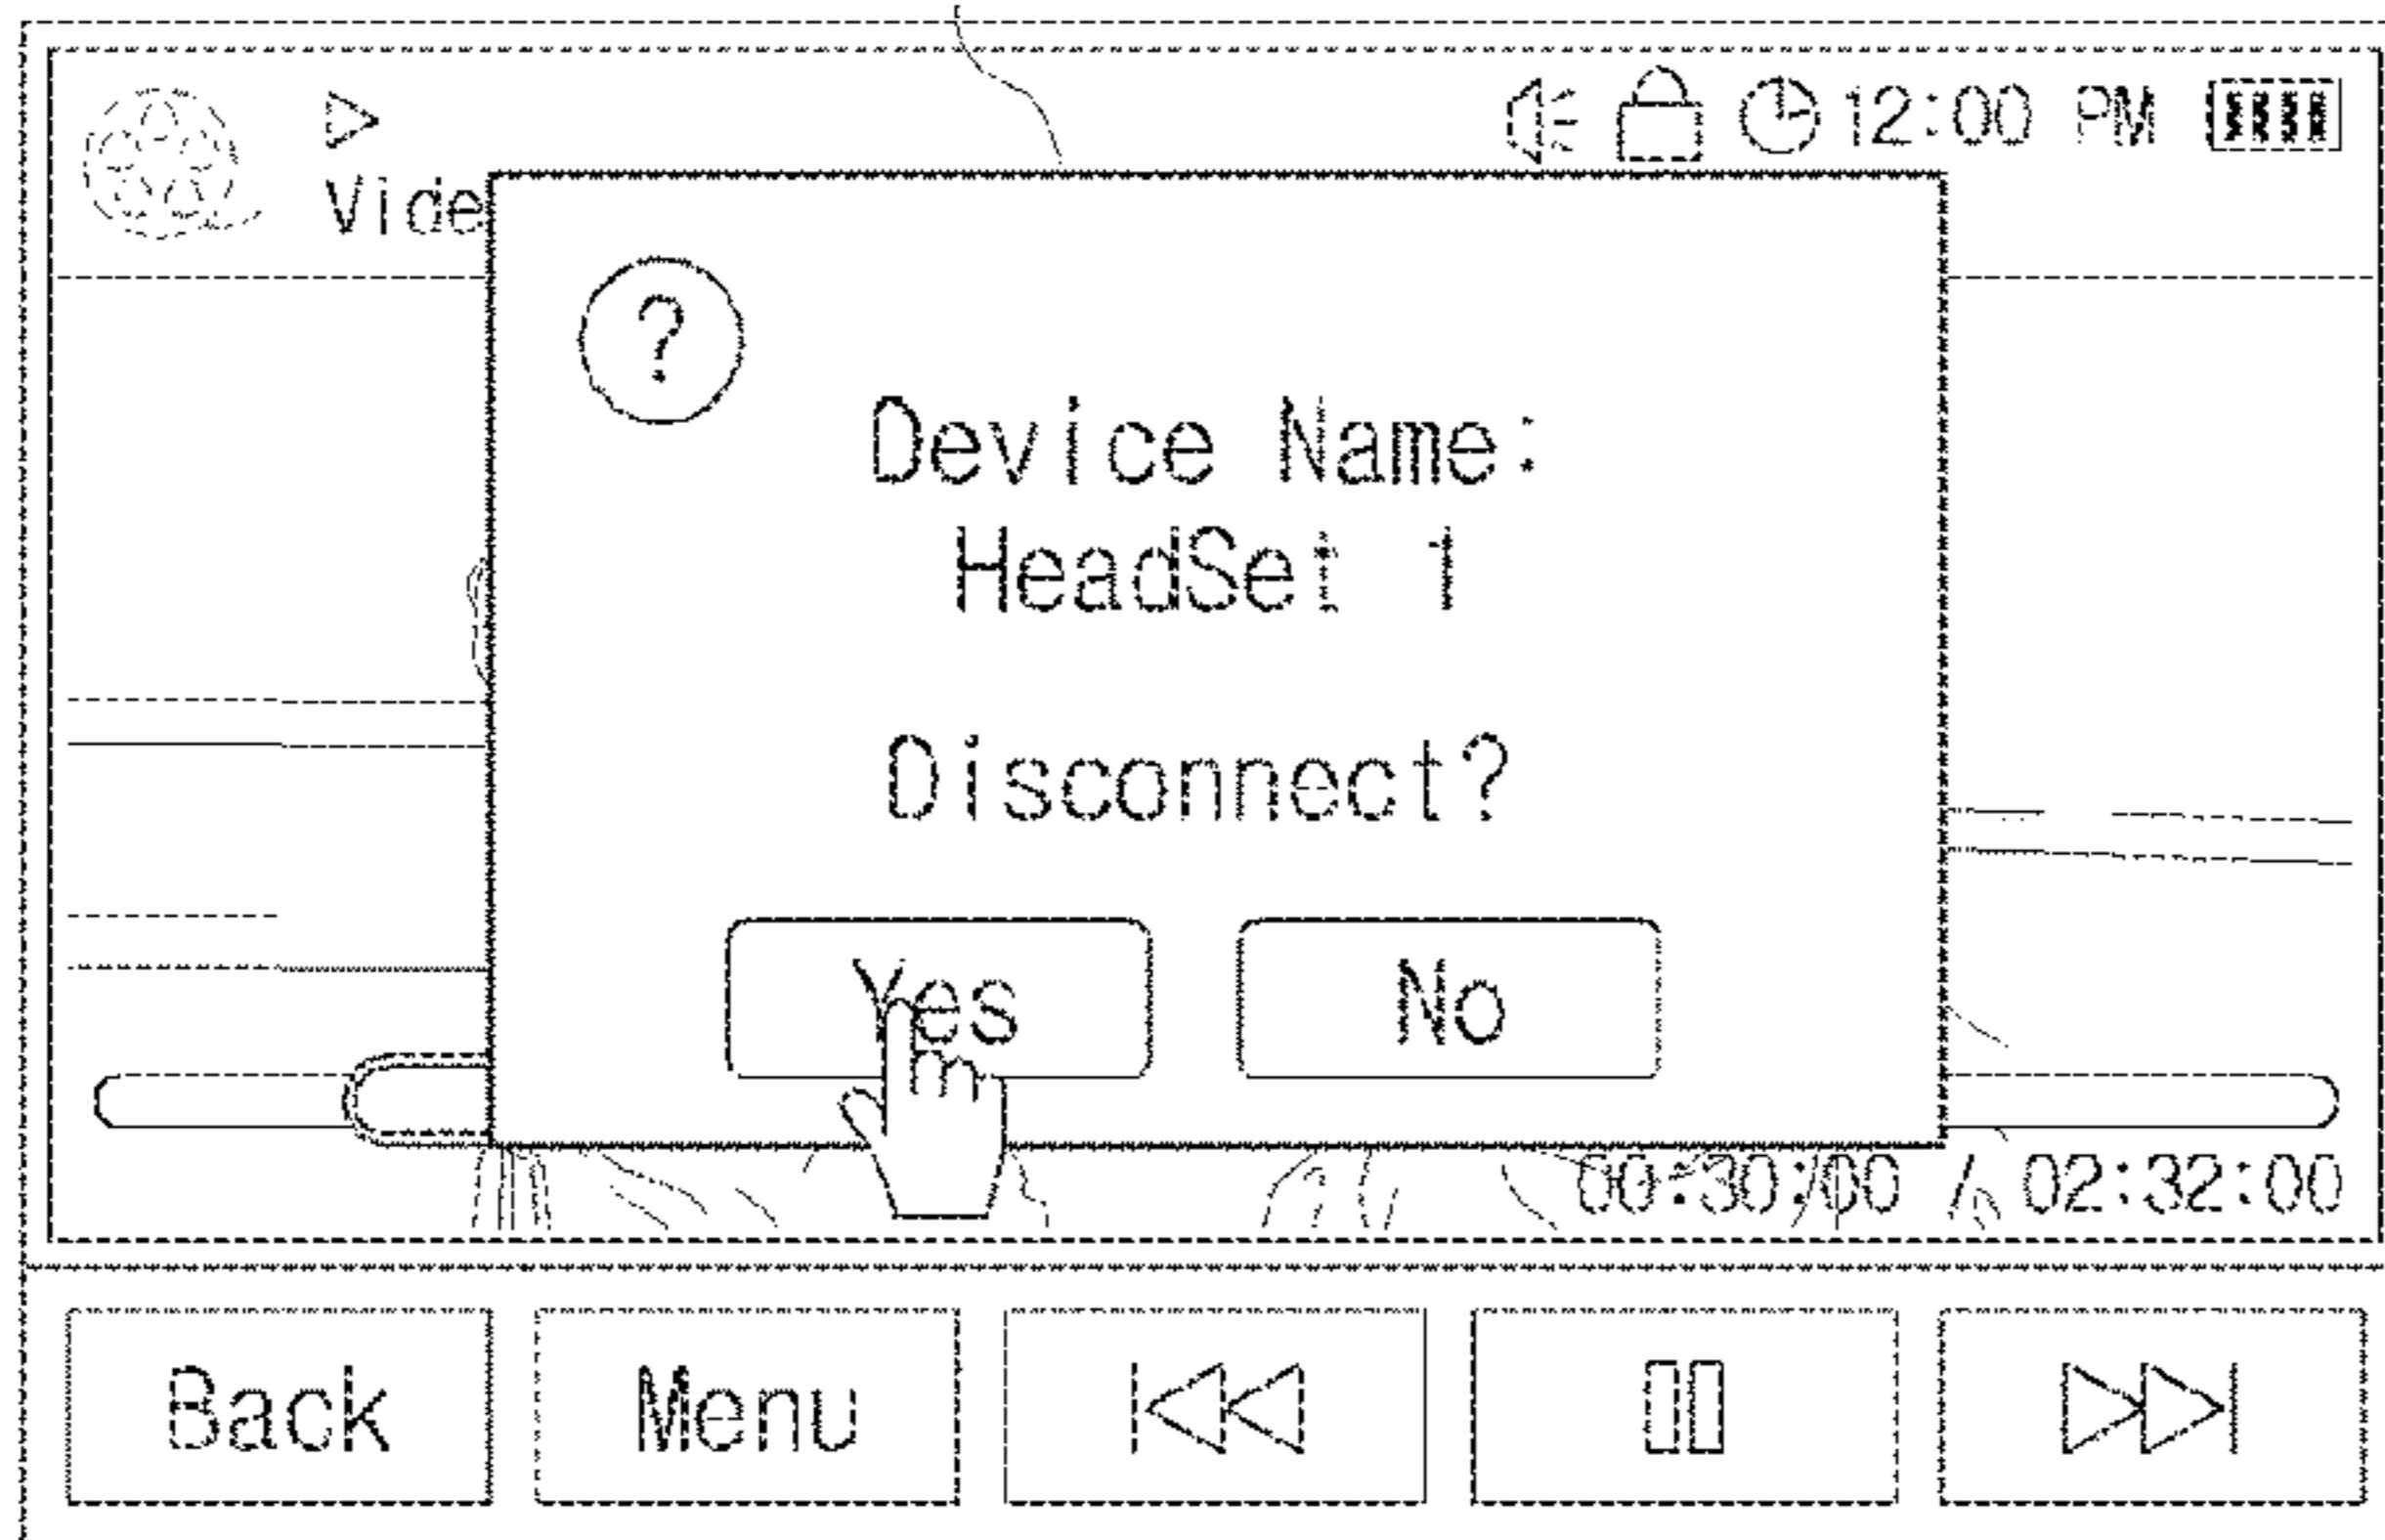 12:00 PM
Vide
?
Device Name:
HeadSet 1
Disconnect?
Yes No
00:30:00 / 02:32:00
Back Menu